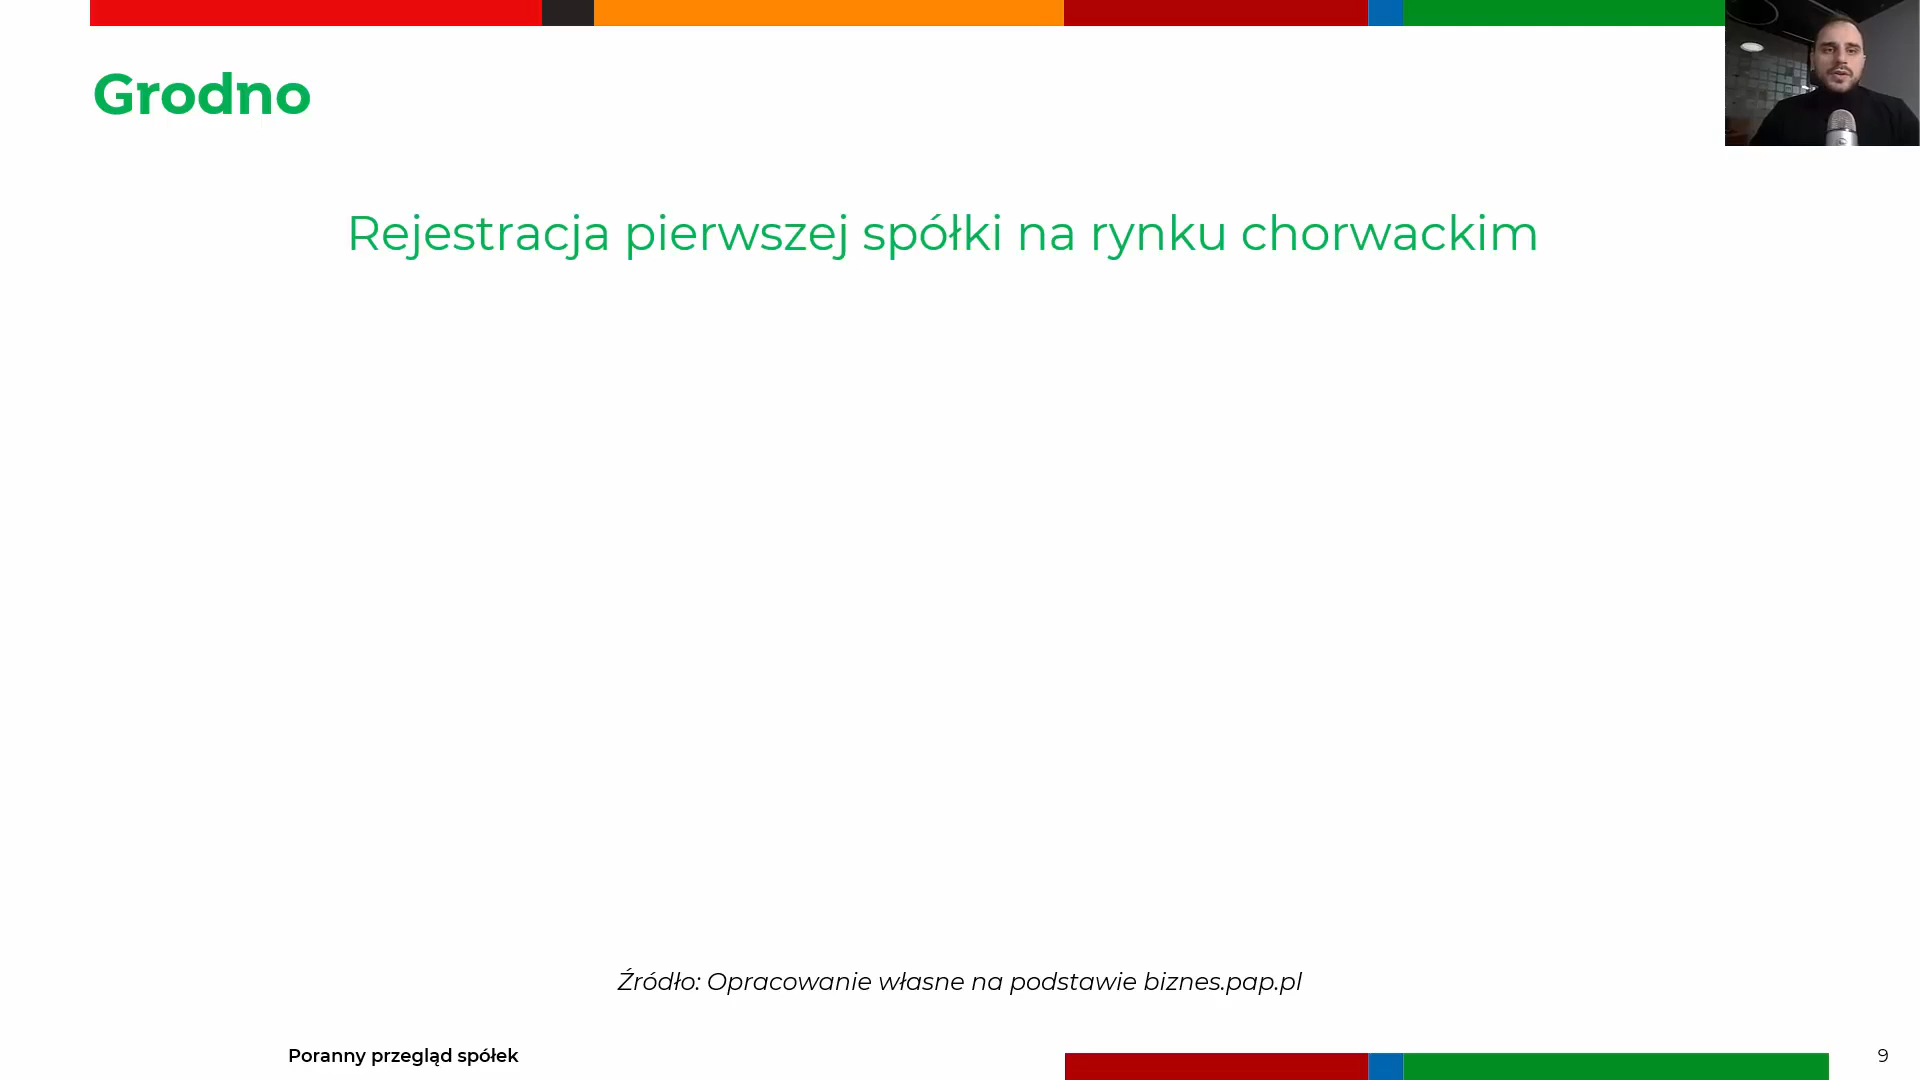 Grodno
Rejestracja pierwszej spółki na rynku chorwackim
Źródło: Opracowanie własne na podstawie biznes.pap.pl
Poranny przegląd spółek
9